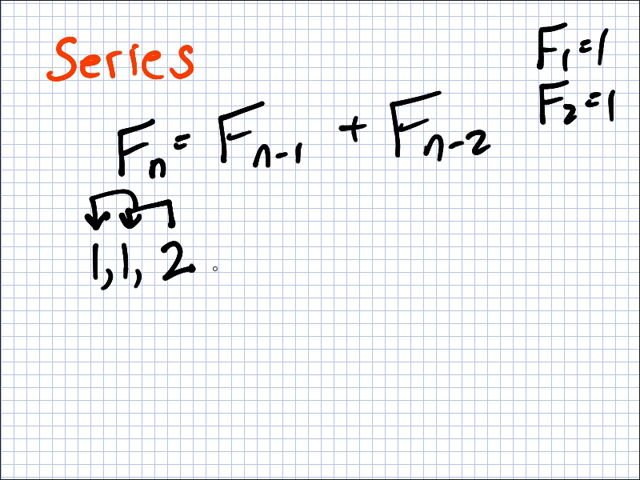 Series
F₁=1
F₂=1
Fₙ=Fₙ₋₁+Fₙ₋₂
1,1,2